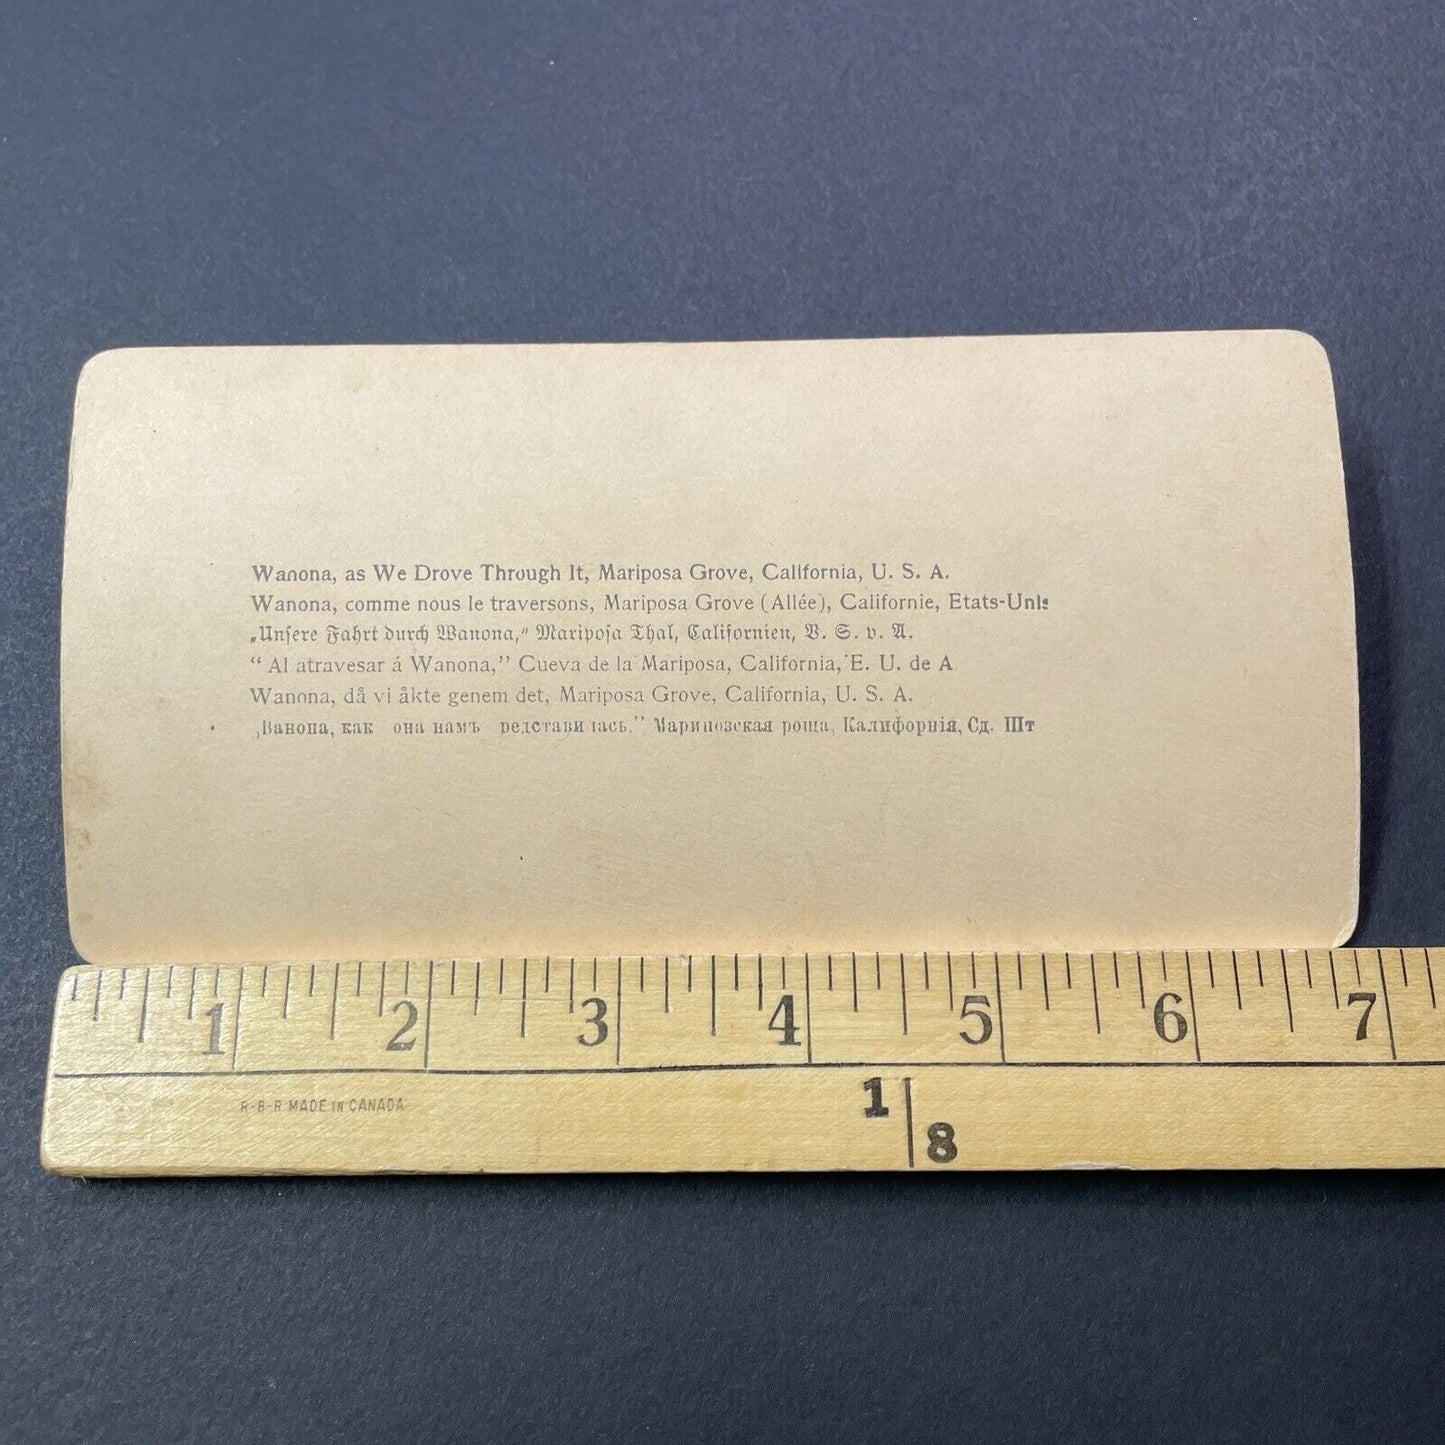 Wanona, as We Drove Through It, Mariposa Grove, California, U. S. A.
Wanona, comme nous le traversons, Mariposa Grove (Allée), Californie, Etats-Unis
„Unsere Fahrt durch Wanona,“ Mariposa Thal, Californien, V. S. v. A.
“ Al atravesar á Wanona,” Cueva de la Mariposa, California, E. U. de A
Wanona, då vi åkte genem det, Mariposa Grove, California, U. S. A.
„Ванона, как она намъ редставилась.” Марипозская роща, Калифорнія, Сд. Шт
1 2 3 4 5 6 7
R-B-R MADE IN CANADA
1 8